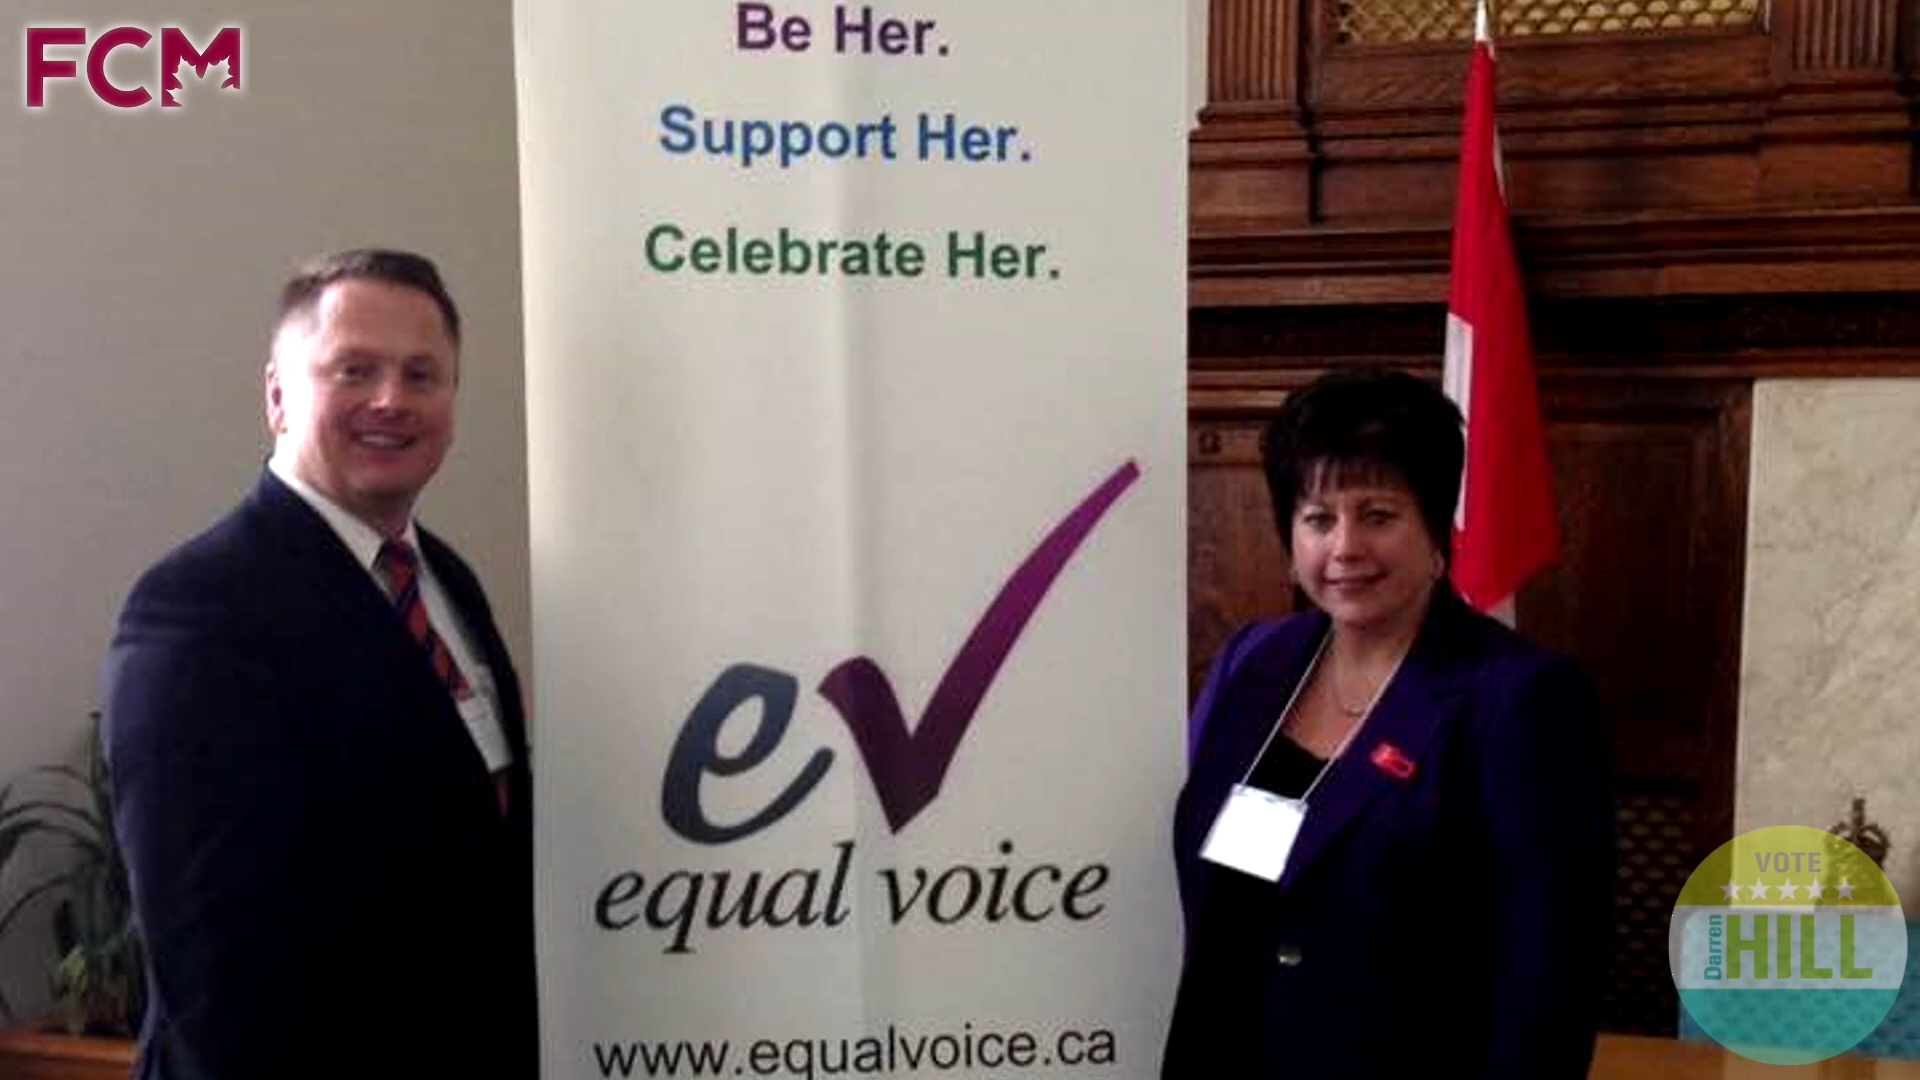 FCM
Be Her.
Support Her.
Celebrate Her.
ev
equal voice
www.equalvoice.ca
VOTE
Darren
HILL